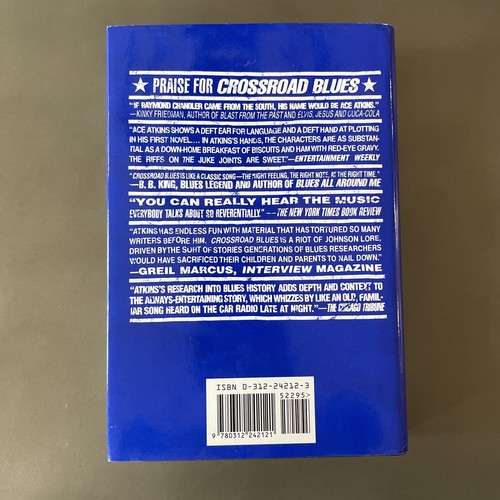 ★ PRAISE FOR CROSSROAD BLUES ★
"IF RAYMOND CHANDLER CAME FROM THE SOUTH, HIS NAME WOULD BE ACE ATKINS."
—KINKY FRIEDMAN, AUTHOR OF BLAST FROM THE PAST AND ELVIS, JESUS AND COCA-COLA
"ACE ATKINS SHOWS A DEFT EAR FOR LANGUAGE AND A DEFT HAND AT PLOTTING
IN HIS FIRST NOVEL.... IN ATKINS'S HANDS, THE CHARACTERS ARE AS SUBSTAN-
TIAL AS A DOWN-HOME BREAKFAST OF BISCUITS AND HAM WITH RED-EYE GRAVY.
THE RIFFS ON THE JUKE JOINTS ARE SWEET."—ENTERTAINMENT WEEKLY
"CROSSROAD BLUES IS LIKE A CLASSIC SONG—THE RIGHT FEELING, THE RIGHT NOTE, AT THE RIGHT TIME."
—B. B. KING, BLUES LEGEND AND AUTHOR OF BLUES ALL AROUND ME
"YOU CAN REALLY HEAR THE MUSIC
EVERYBODY TALKS ABOUT SO REVERENTIALLY." —THE NEW YORK TIMES BOOK REVIEW
"ATKINS HAS ENDLESS FUN WITH MATERIAL THAT HAS TORTURED SO MANY
WRITERS BEFORE HIM. CROSSROAD BLUES IS A RIOT OF JOHNSON LORE,
DRIVEN BY THE SORT OF STORIES GENERATIONS OF BLUES RESEARCHERS
WOULD HAVE SACRIFICED THEIR CHILDREN AND PARENTS TO NAIL DOWN."
—GREIL MARCUS, INTERVIEW MAGAZINE
"ATKINS'S RESEARCH INTO BLUES HISTORY ADDS DEPTH AND CONTEXT TO
THE ALWAYS-ENTERTAINING STORY, WHICH WHIZZES BY LIKE AN OLD, FAMIL-
IAR SONG HEARD ON THE CAR RADIO LATE AT NIGHT."—THE CHICAGO TRIBUNE
ISBN 0-312-24212-3
52295>
9 780312 242121